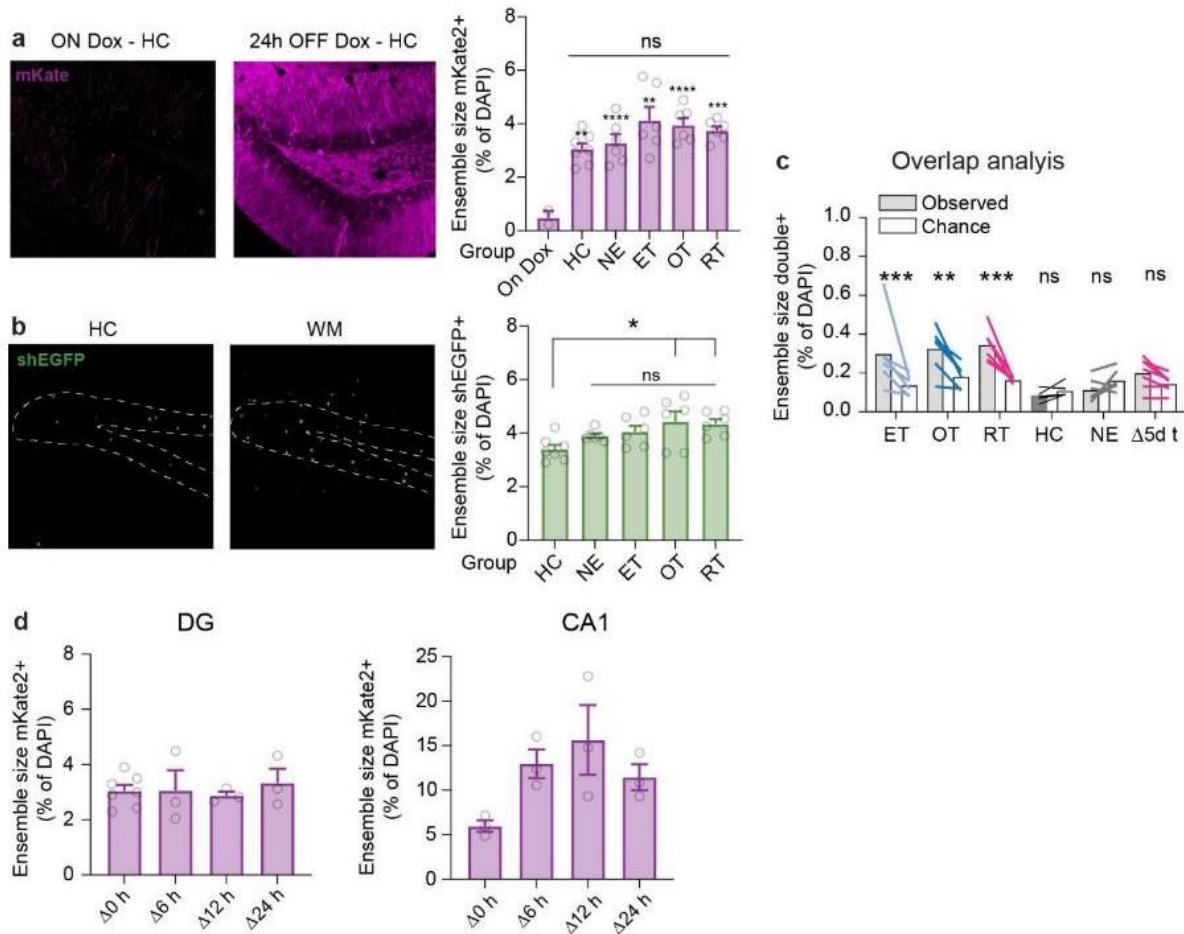 a
ON Dox - HC
24h OFF Dox - HC
mKate
Ensemble size mKate2+
(% of DAPI)
8
6
4
2
0
ns
**
****
**
****
***
Group
On Dox
HC
NE
ET
OT
RT
b
HC
WM
shEGFP
Ensemble size shEGFP+
(% of DAPI)
8
6
4
2
0
*
ns
Group
HC
NE
ET
OT
RT
c
Overlap analyis
Observed
Chance
Ensemble size double+
(% of DAPI)
1.0
0.8
0.6
0.4
0.2
0.0
*** ** *** ns ns ns
ET OT RT HC NE Δ5d t
d
DG
Ensemble size mKate2+
(% of DAPI)
8
6
4
2
0
Δ0 h
Δ6 h
Δ12 h
Δ24 h
CA1
Ensemble size mKate2+
(% of DAPI)
25
20
15
10
5
0
Δ0 h
Δ6 h
Δ12 h
Δ24 h